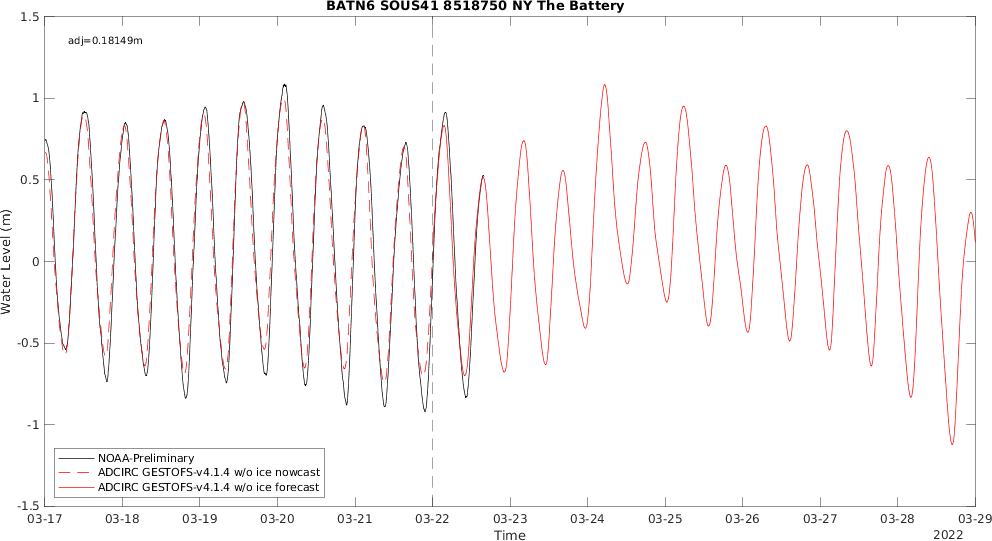 BATN6 SOUS41 8518750 NY The Battery
1.5
adj=0.18149m
1
0.5
0
-0.5
-1
-1.5
Water Level (m)
NOAA-Preliminary
ADCIRC GESTOFS-v4.1.4 w/o ice nowcast
ADCIRC GESTOFS-v4.1.4 w/o ice forecast
03-17 03-18 03-19 03-20 03-21 03-22 03-23 03-24 03-25 03-26 03-27 03-28 03-29
Time
2022